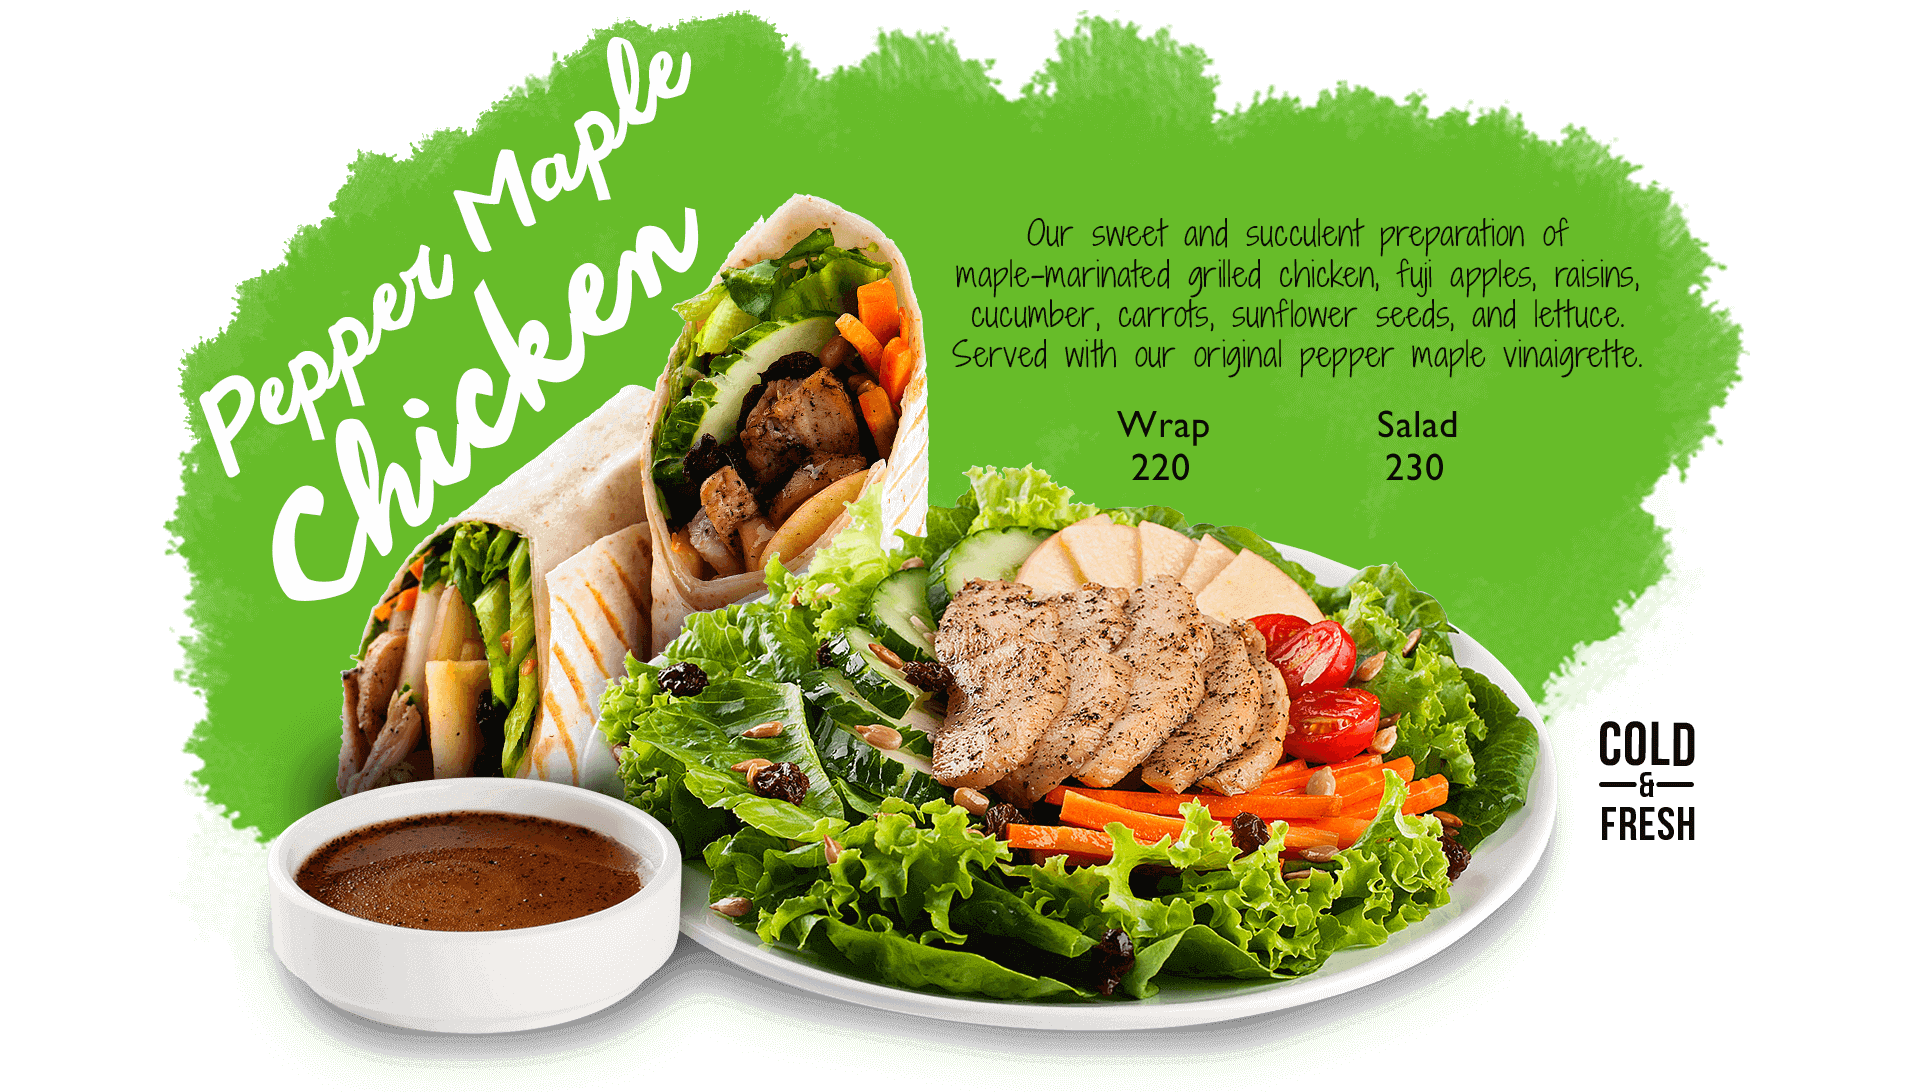 Pepper Maple
Chicken
Our sweet and succulent preparation of
maple-marinated grilled chicken, fuji apples, raisins,
cucumber, carrots, sunflower seeds, and lettuce.
Served with our original pepper maple vinaigrette.
Wrap Salad
220 230
COLD
&
FRESH